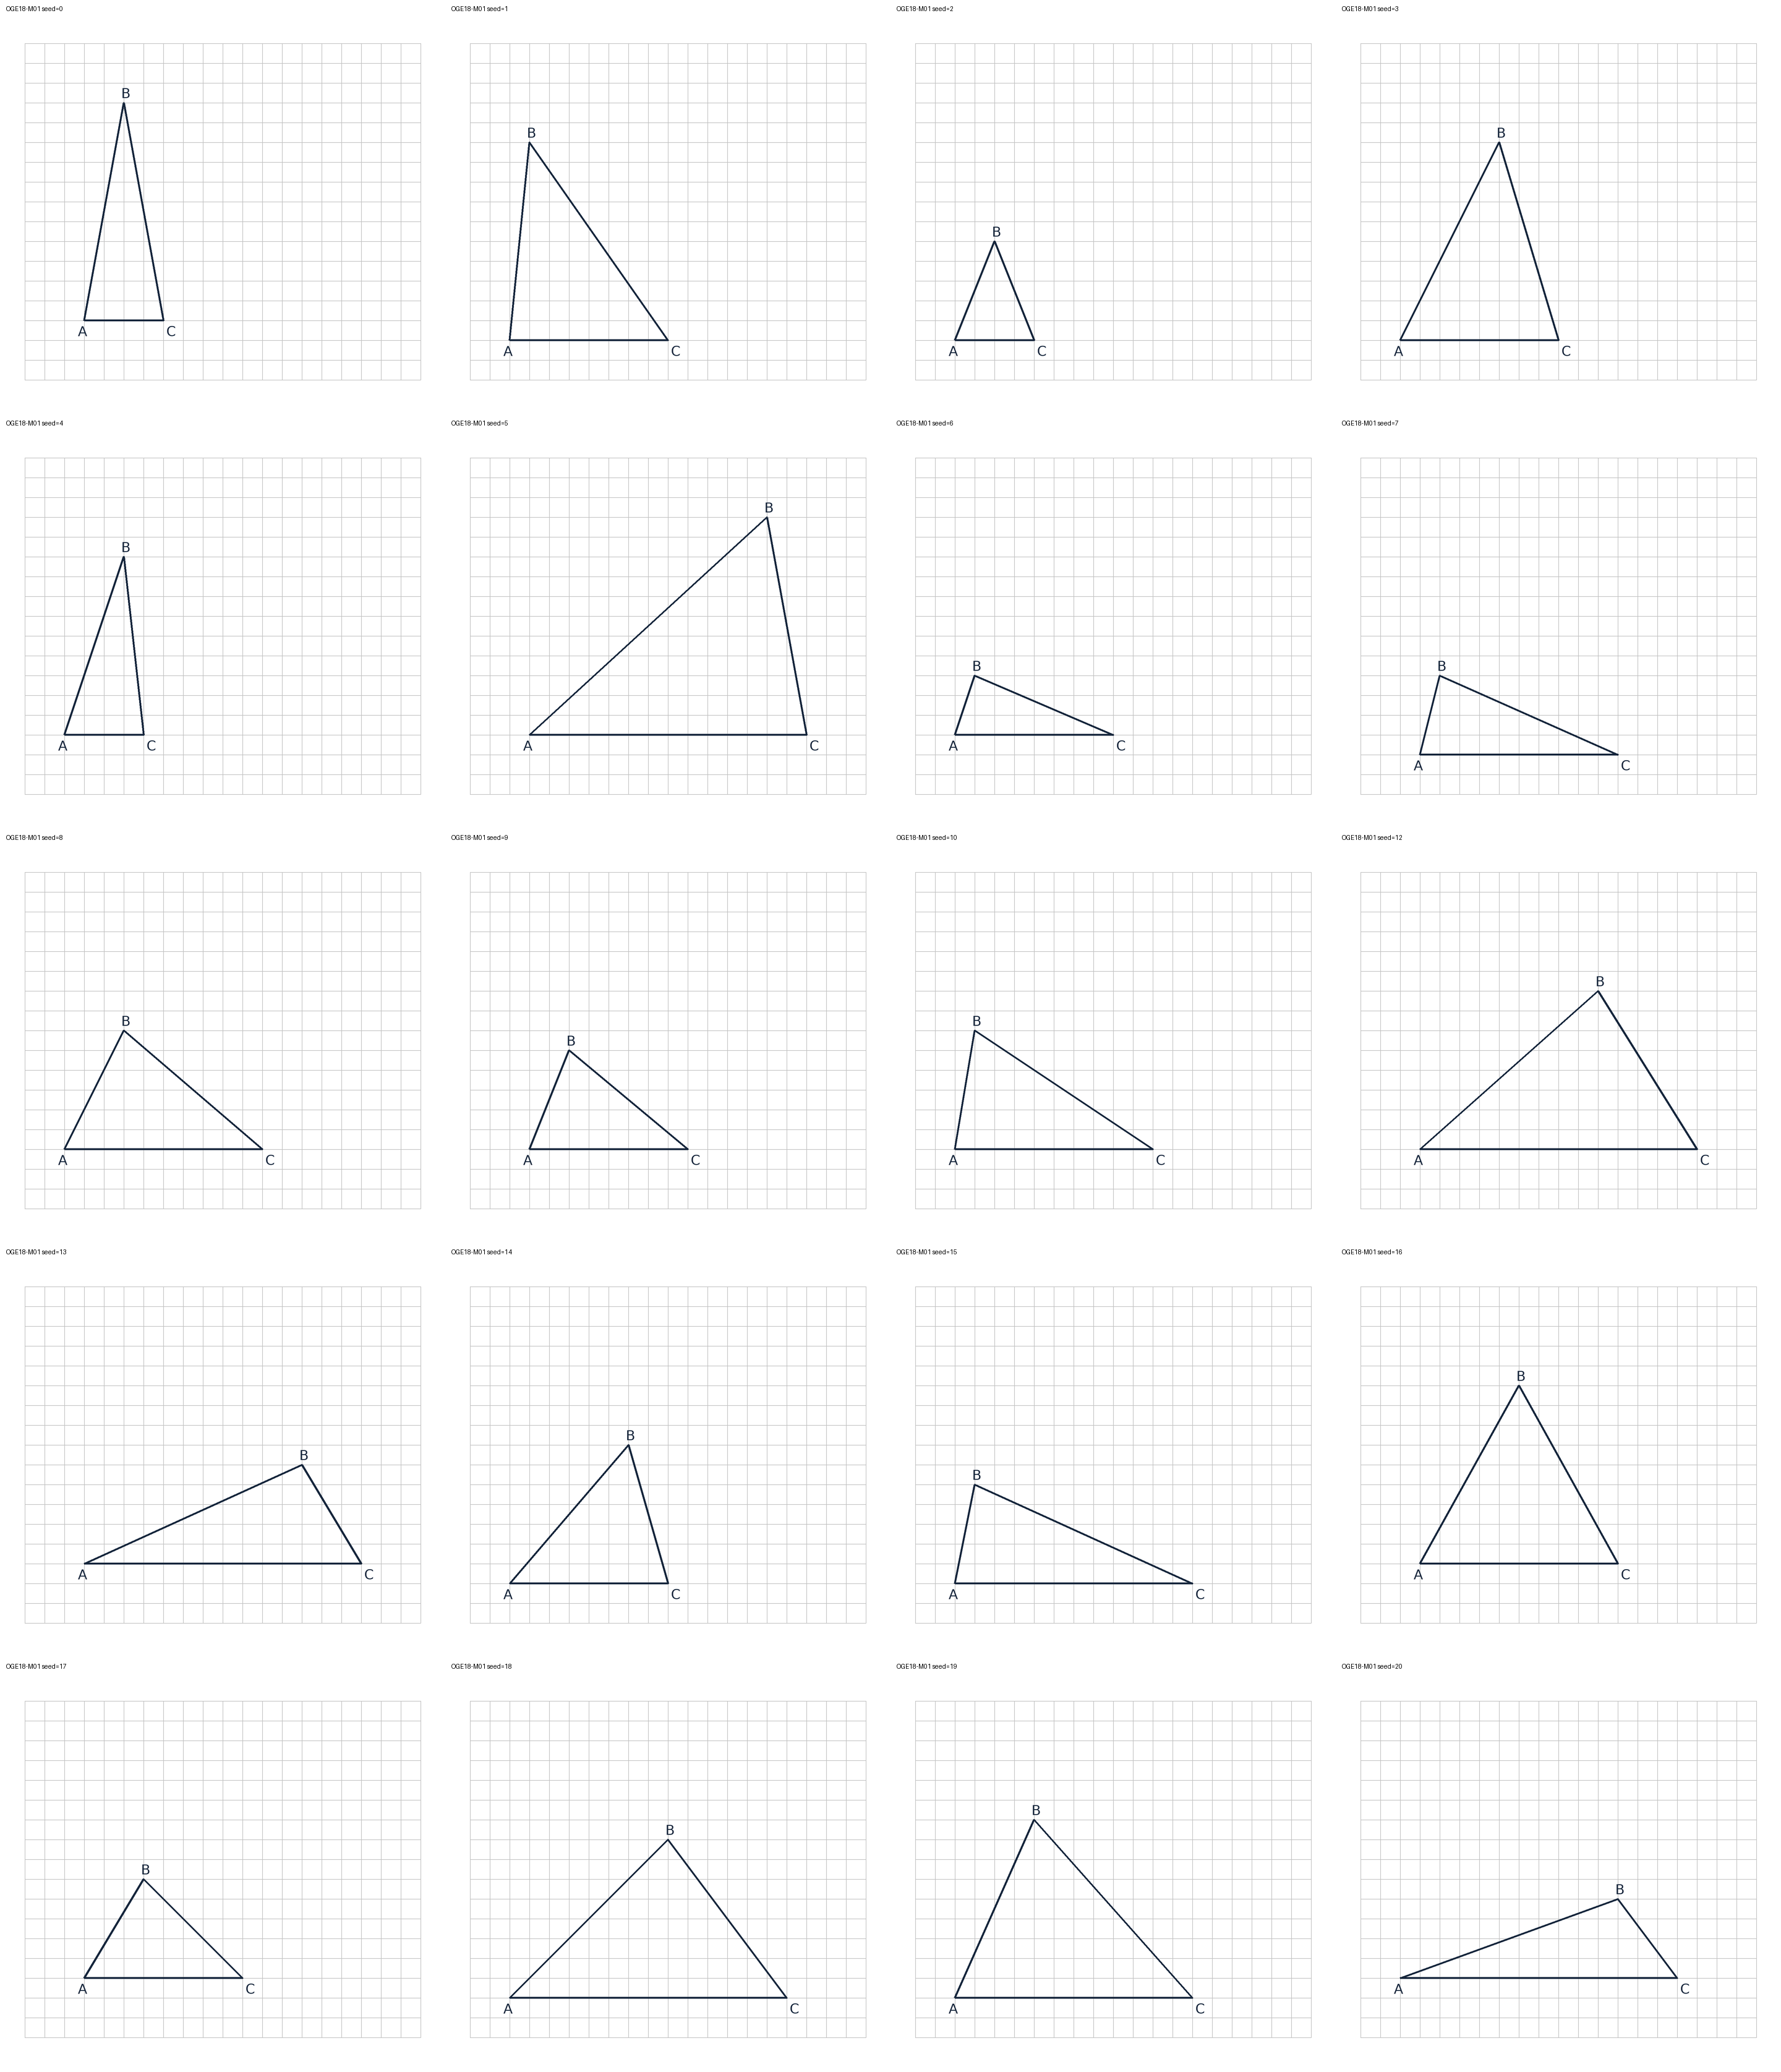 OGE18-M01 seed=0 OGE18-M01 seed=1 OGE18-M01 seed=2 OGE18-M01 seed=3
B
A C
B
A C
B
A C
B
A C
OGE18-M01 seed=4 OGE18-M01 seed=5 OGE18-M01 seed=6 OGE18-M01 seed=7
B
A C
B
A C
B
A C
B
A C
OGE18-M01 seed=8 OGE18-M01 seed=9 OGE18-M01 seed=10 OGE18-M01 seed=12
B
A C
B
A C
B
A C
B
A C
OGE18-M01 seed=13 OGE18-M01 seed=14 OGE18-M01 seed=15 OGE18-M01 seed=16
B
A C
B
A C
B
A C
B
A C
OGE18-M01 seed=17 OGE18-M01 seed=18 OGE18-M01 seed=19 OGE18-M01 seed=20
B
A C
B
A C
B
A C
B
A C